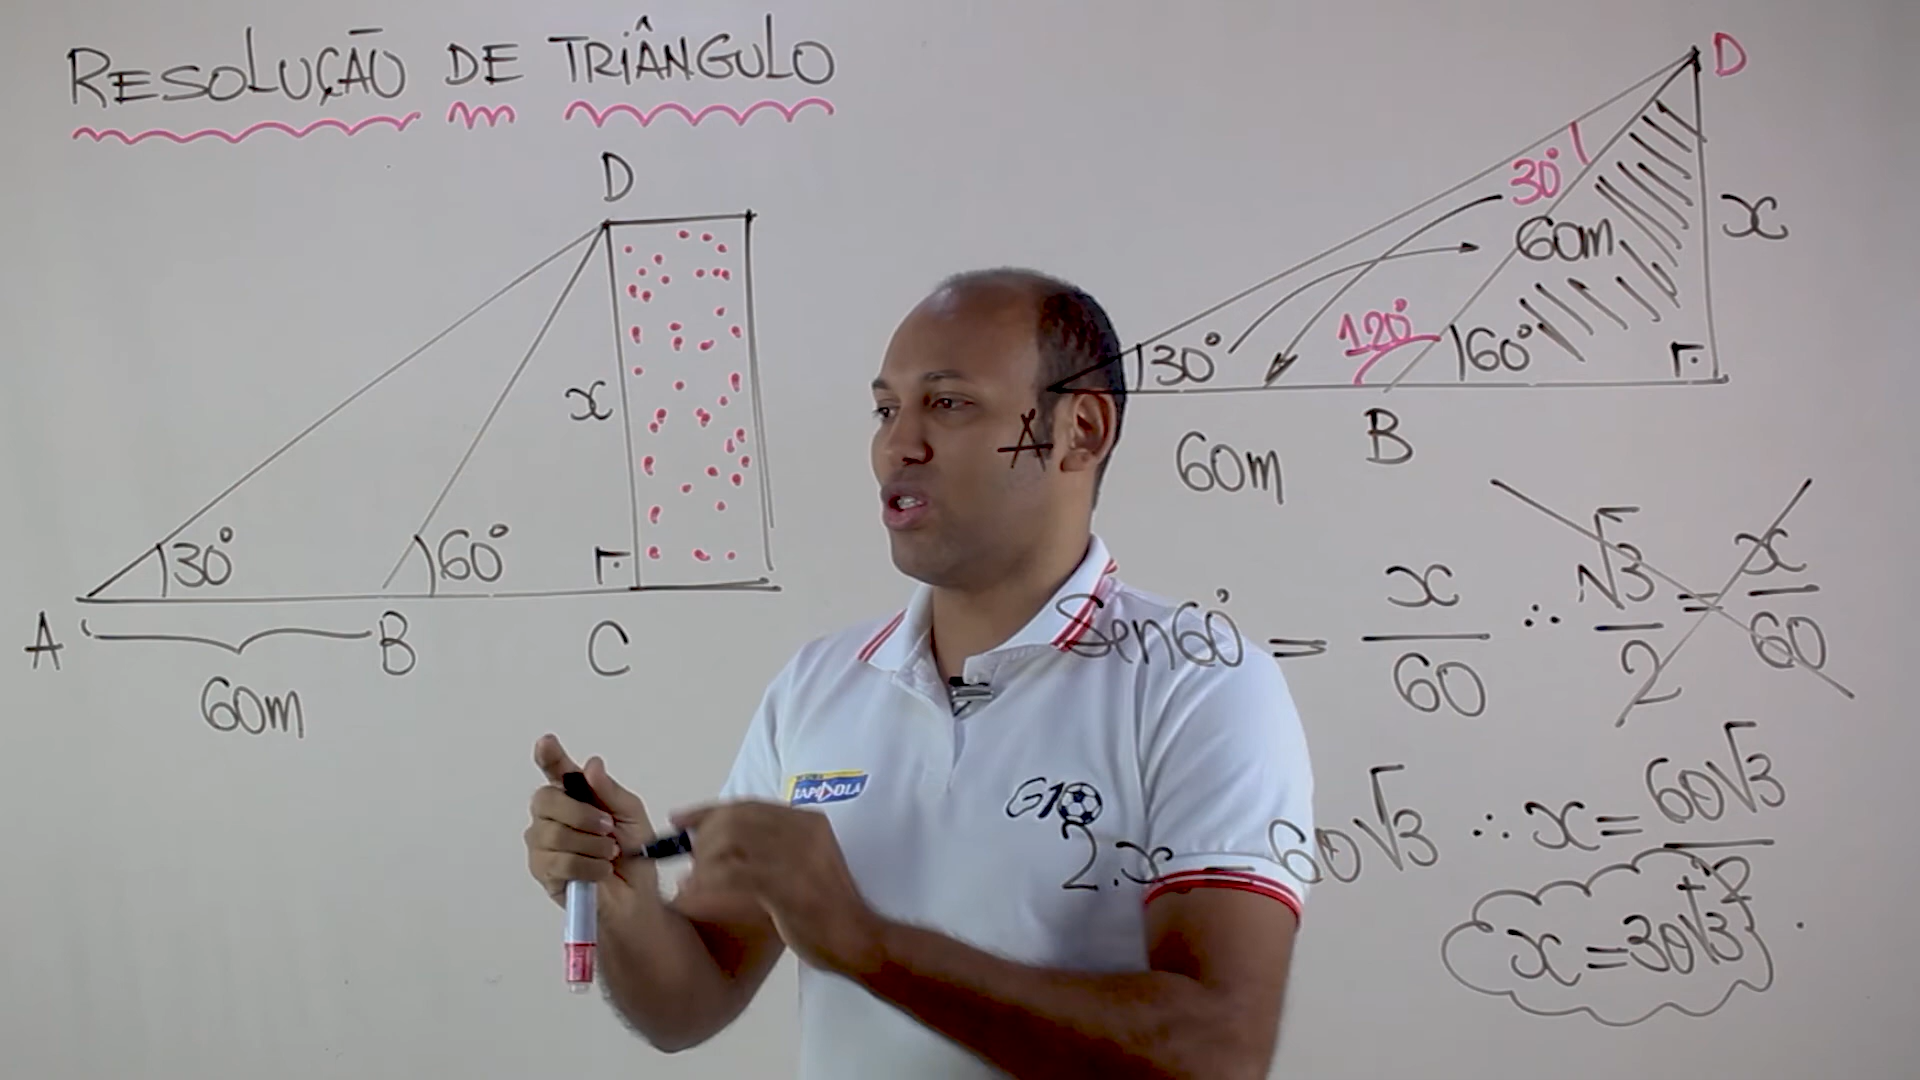 RESOLUÇÃO DE TRIÂNGULO
D
x
30°
60°
A
B
C
60m
D
30°
60m
x
120°
30°
60°
A
B
60m
Sen60° = x/60 ∴ √3/2 = x/60
2.x = 60√3 ∴ x = 60√3/2
x = 30√3
G10